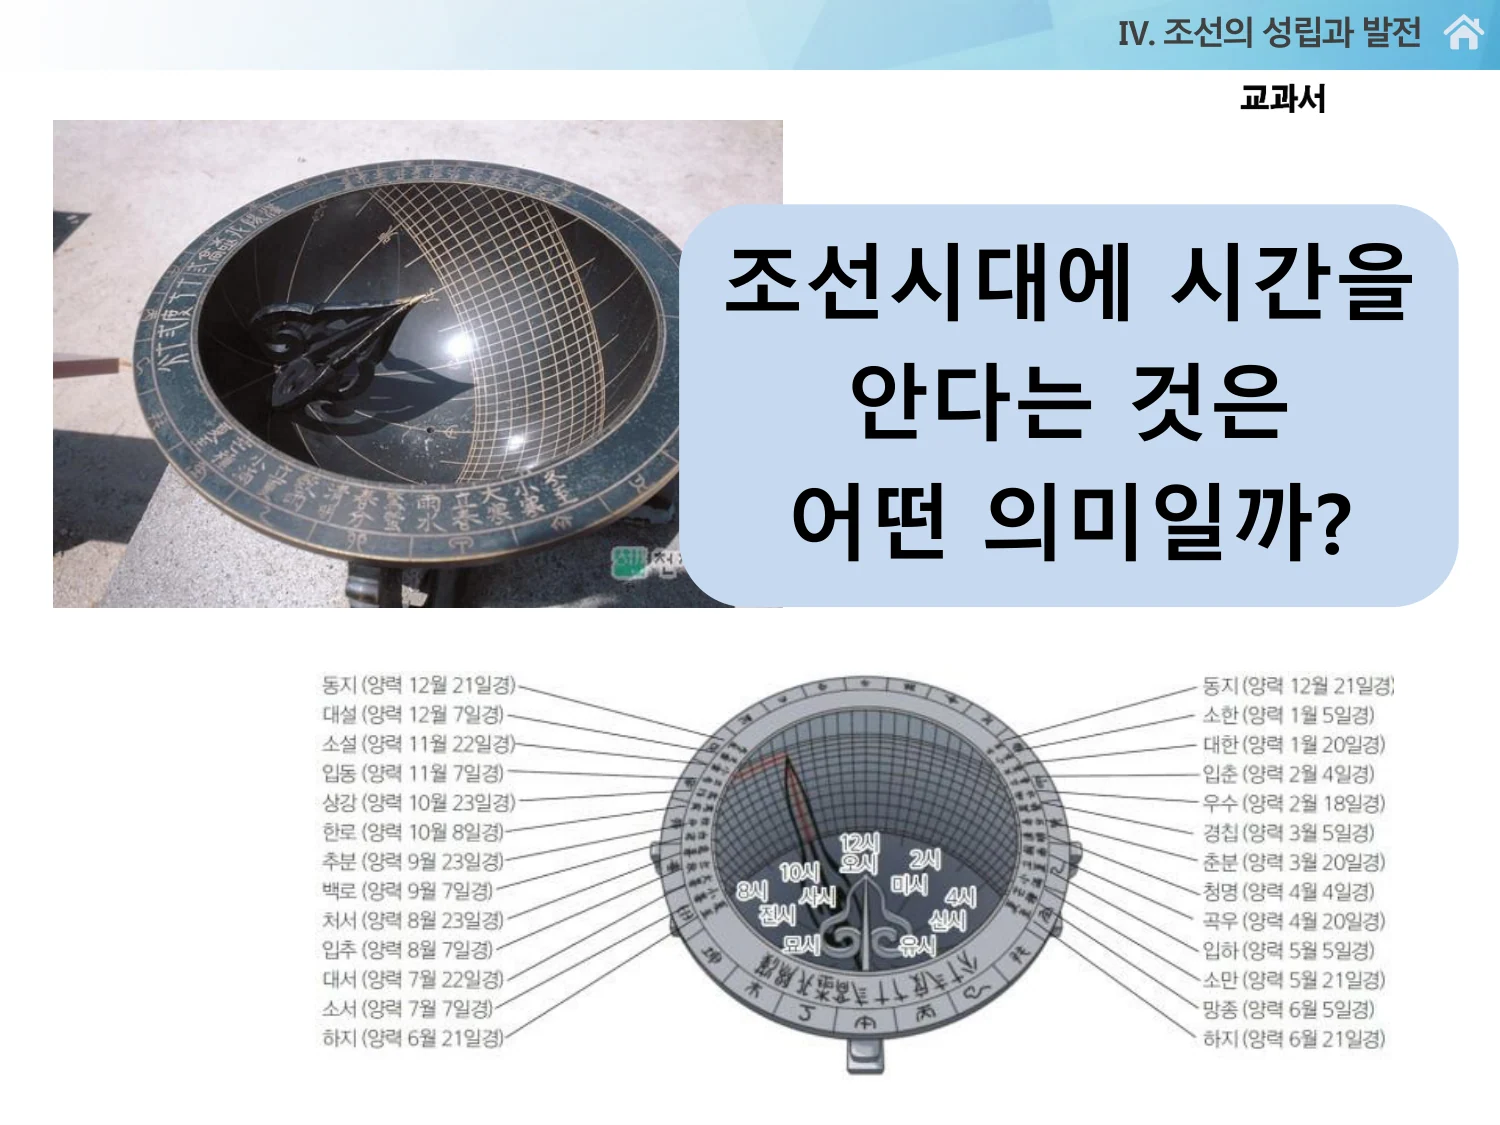 IV. 조선의 성립과 발전
교과서
조선시대에 시간을
안다는 것은
어떤 의미일까?
동지 (양력 12월 21일경)
대설 (양력 12월 7일경)
소설 (양력 11월 22일경)
입동 (양력 11월 7일경)
상강 (양력 10월 23일경)
한로 (양력 10월 8일경)
추분 (양력 9월 23일경)
백로 (양력 9월 7일경)
처서 (양력 8월 23일경)
입추 (양력 8월 7일경)
대서 (양력 7월 22일경)
소서 (양력 7월 7일경)
하지 (양력 6월 21일경)
12시
오시
10시
사시
2시
미시
8시
진시
4시
신시
묘시
유시
동지 (양력 12월 21일경)
소한 (양력 1월 5일경)
대한 (양력 1월 20일경)
입춘 (양력 2월 4일경)
우수 (양력 2월 18일경)
경칩 (양력 3월 5일경)
춘분 (양력 3월 20일경)
청명 (양력 4월 4일경)
곡우 (양력 4월 20일경)
입하 (양력 5월 5일경)
소만 (양력 5월 21일경)
망종 (양력 6월 5일경)
하지 (양력 6월 21일경)